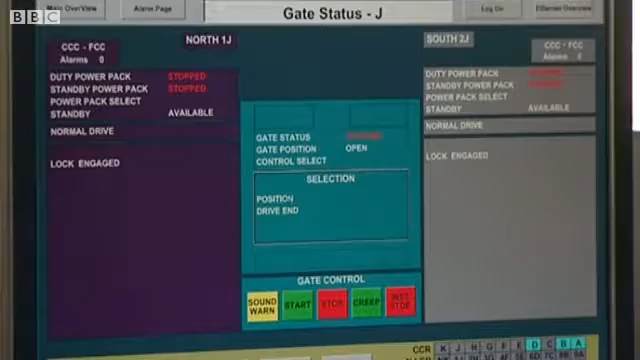 BBC
Main OverView
Alarm Page
Gate Status - J
Log On
Ethernet Overview
NORTH 1J
SOUTH 2J
CCC - FCC
Alarms 0
CCC - FCC
Alarms
DUTY POWER PACK STOPPED
STANDBY POWER PACK STOPPED
POWER PACK SELECT
STANDBY AVAILABLE
NORMAL DRIVE
LOCK ENGAGED
DUTY POWER PACK
STANDBY POWER PACK
POWER PACK SELECT
STANDBY AVAILABLE
NORMAL DRIVE
LOCK ENGAGED
GATE STATUS
GATE POSITION OPEN
CONTROL SELECT
SELECTION
POSITION
DRIVE END
GATE CONTROL
SOUND WARN
START
STOP
CREEP
CCR K J H G F E D C B A